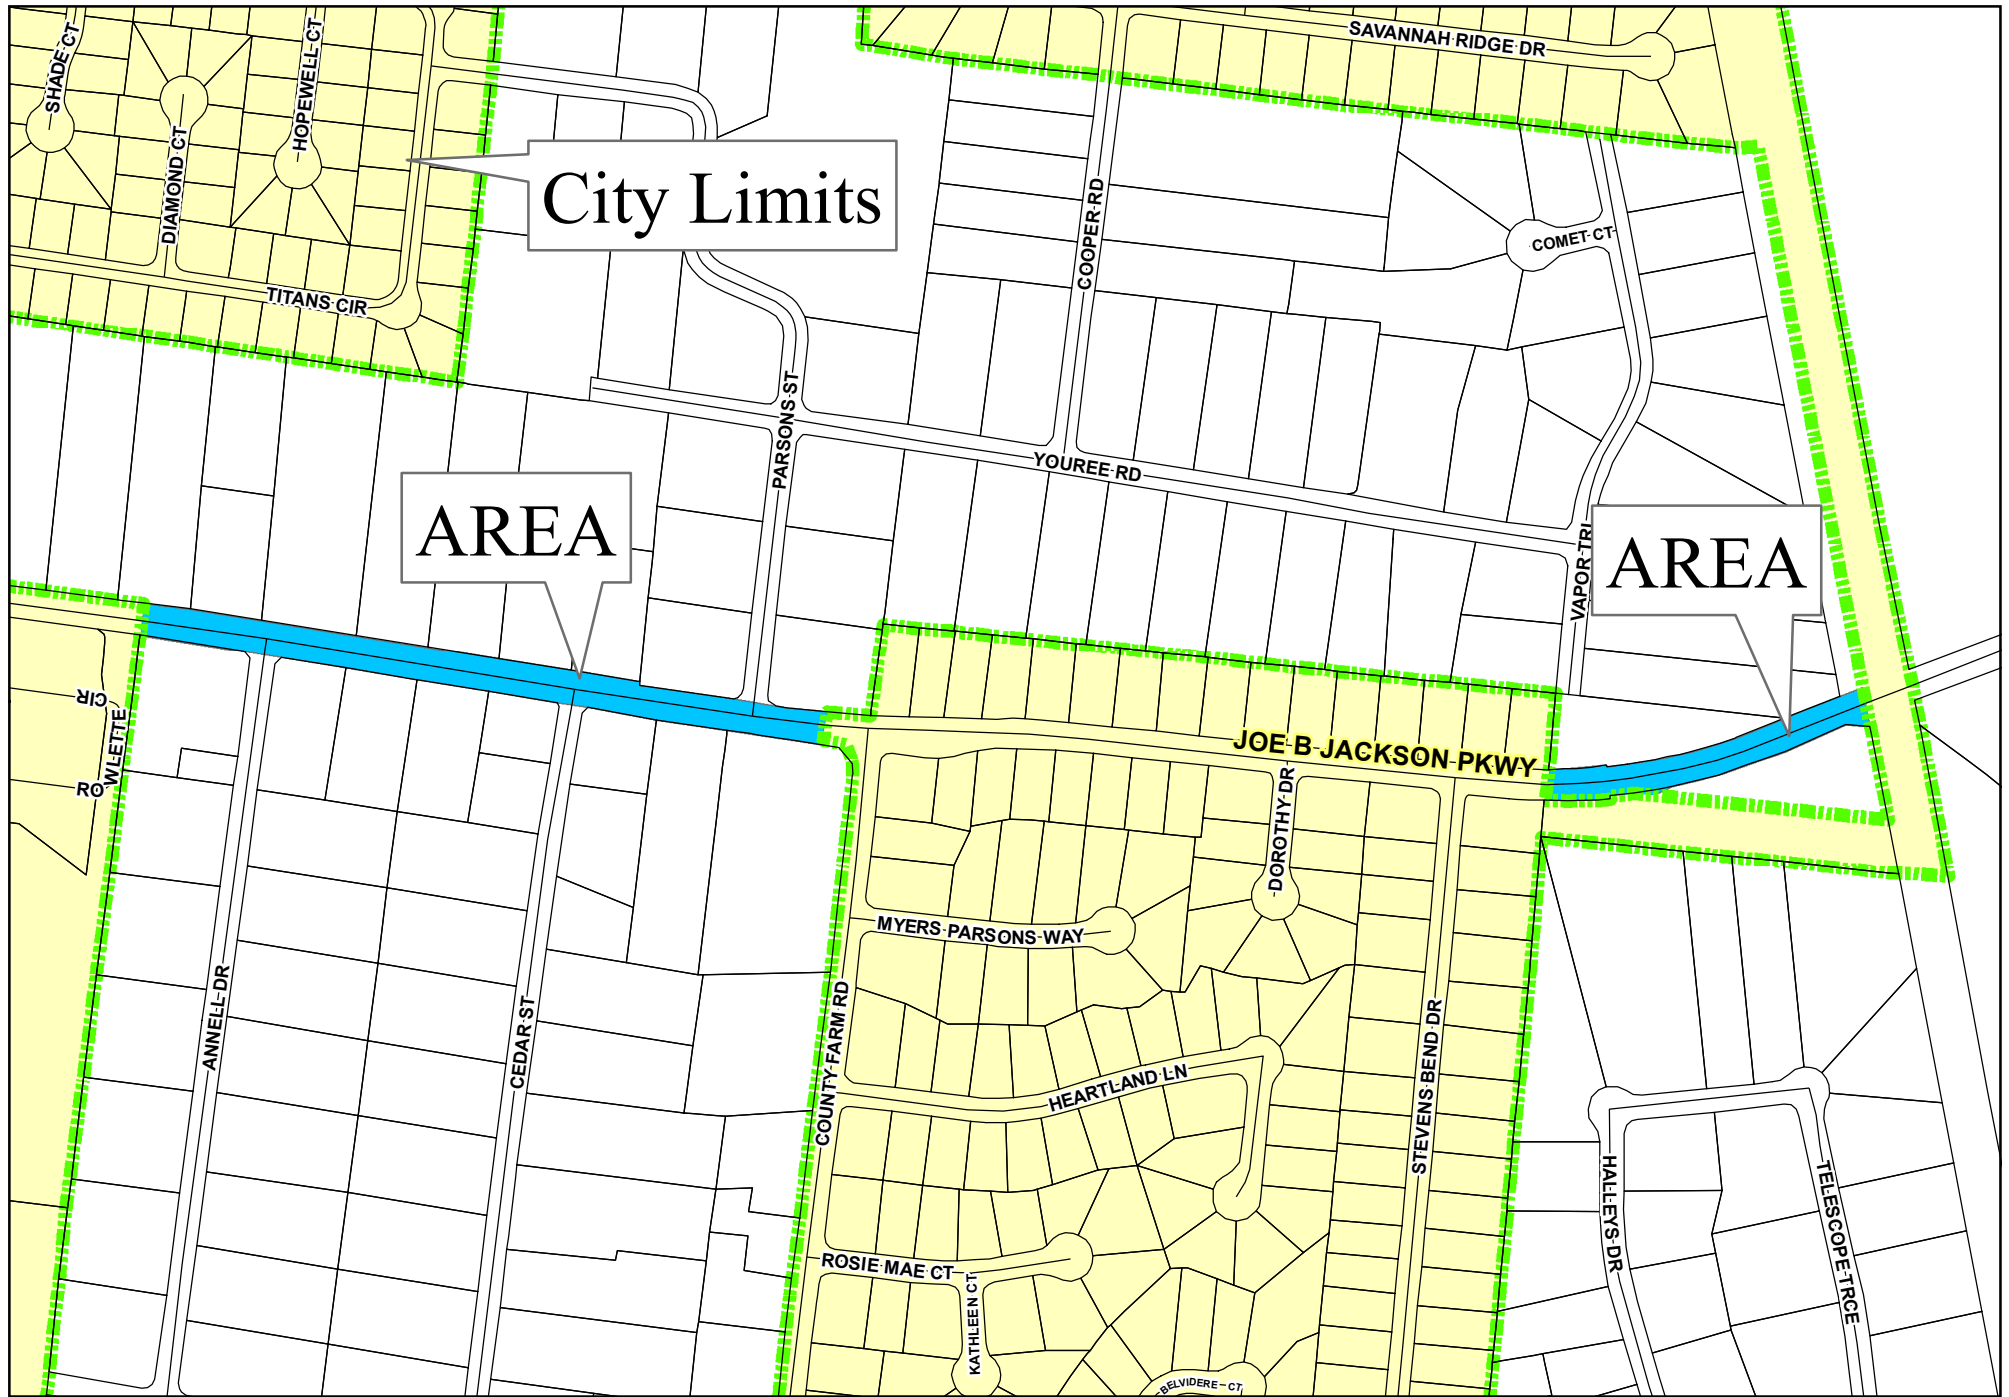 SHADE CT
HOPEWELL CT
DIAMOND CT
TITANS CIR
City Limits
SAVANNAH RIDGE DR
COOPER RD
COMET CT
PARSONS ST
YOUREE RD
VAPOR TRL
AREA
AREA
CIR
ROWLETTE
JOE B JACKSON PKWY
DOROTHY DR
MYERS PARSONS WAY
ANNELL DR
CEDAR ST
COUNTY FARM RD
HEARTLAND LN
STEVENS BEND DR
HALLEYS DR
TELESCOPE TRCE
ROSIE MAE CT
KATHLEEN CT
BELVIDERE CT